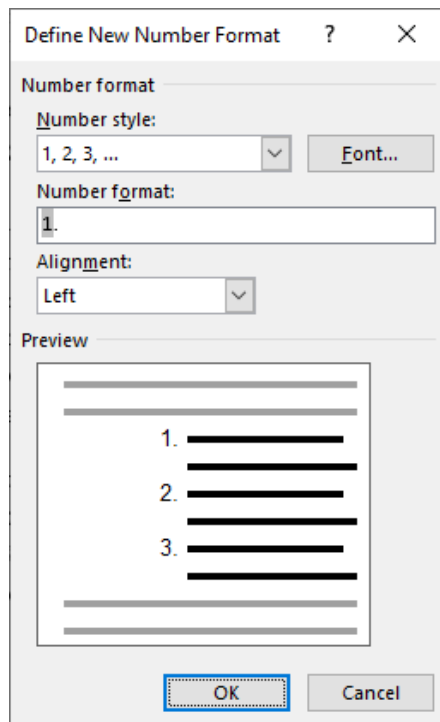 Define New Number Format ? ×
Number format
Number style:
1, 2, 3, ... Font...
Number format:
1.
Alignment:
Left
Preview
1.
2.
3.
OK Cancel